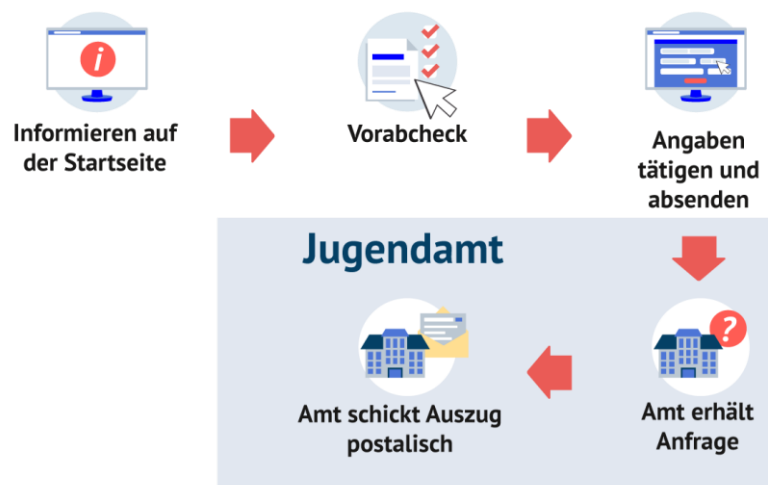 Informieren auf
der Startseite
Vorabcheck
Angaben
tätigen und
absenden
Jugendamt
Amt erhält
Anfrage
Amt schickt Auszug
postalisch